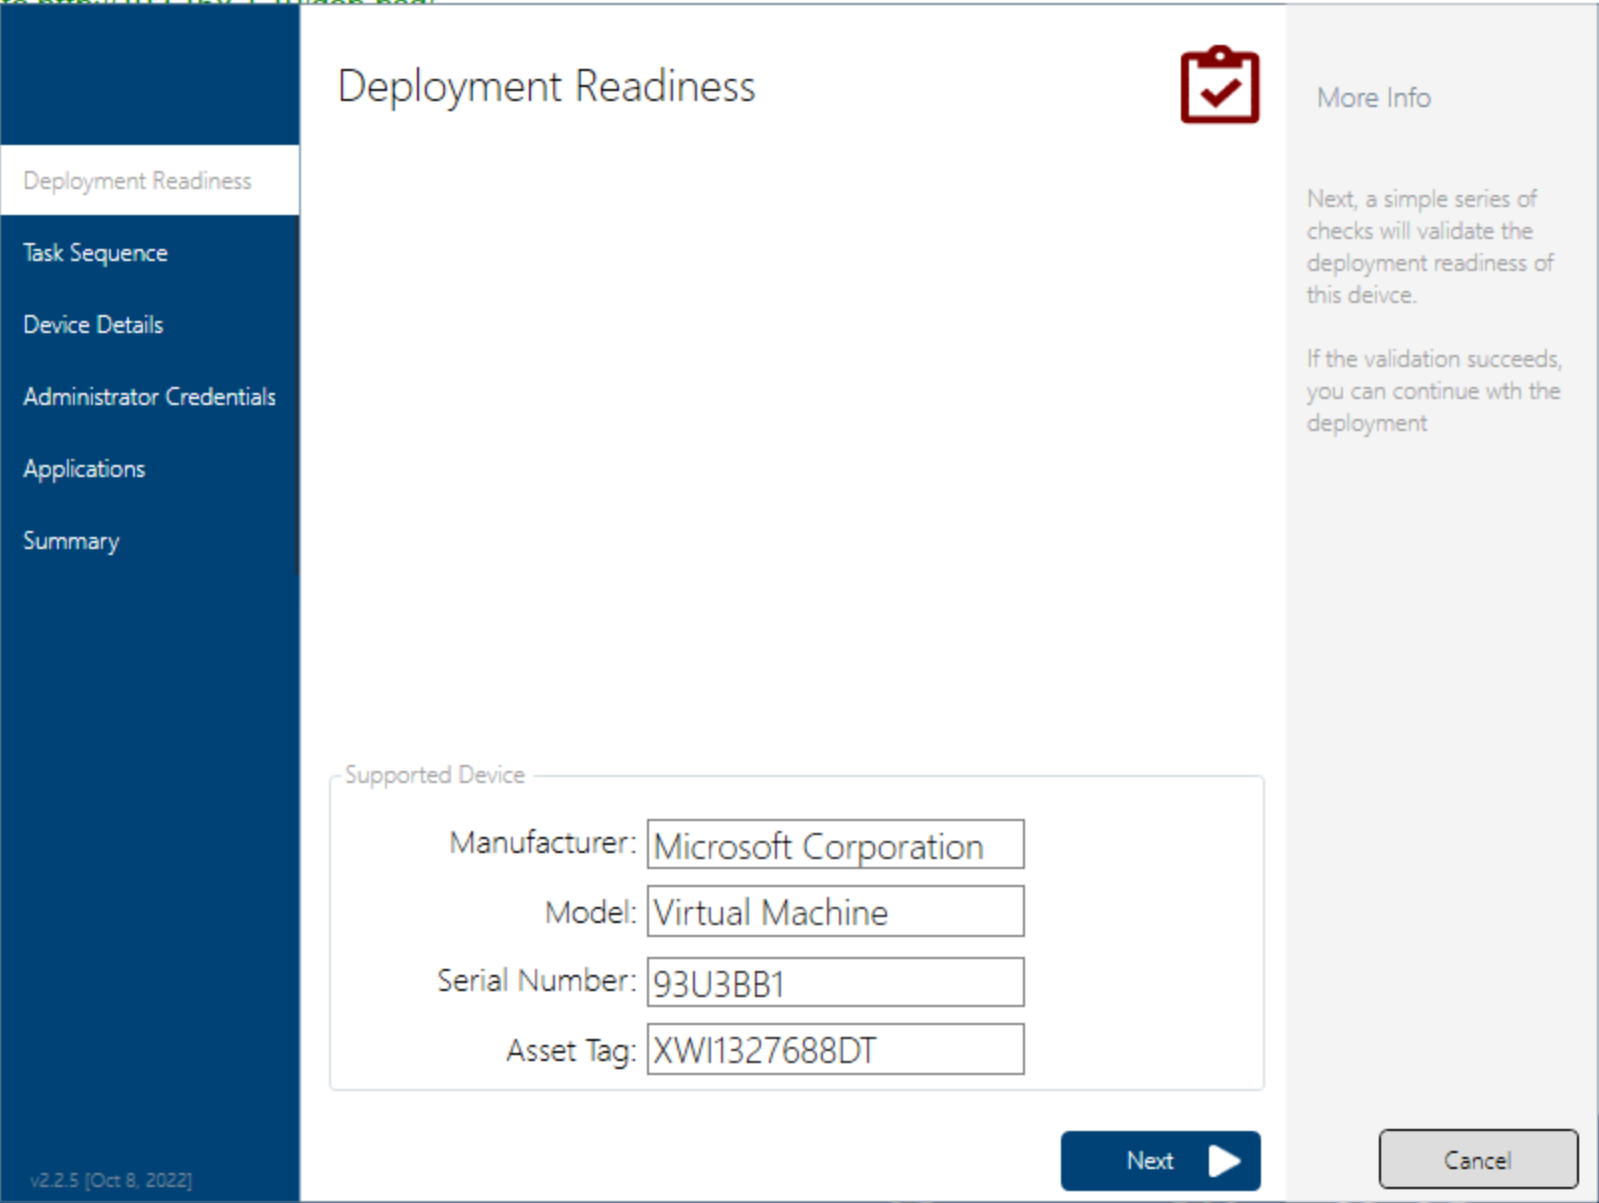 Deployment Readiness
More Info
Deployment Readiness
Task Sequence
Device Details
Administrator Credentials
Applications
Summary
Next, a simple series of
checks will validate the
deployment readiness of
this deivce.
If the validation succeeds,
you can continue wth the
deployment
Supported Device
Manufacturer: Microsoft Corporation
Model: Virtual Machine
Serial Number: 93U3BB1
Asset Tag: XWI1327688DT
Next
Cancel
v2.2.5 [Oct 8, 2022]